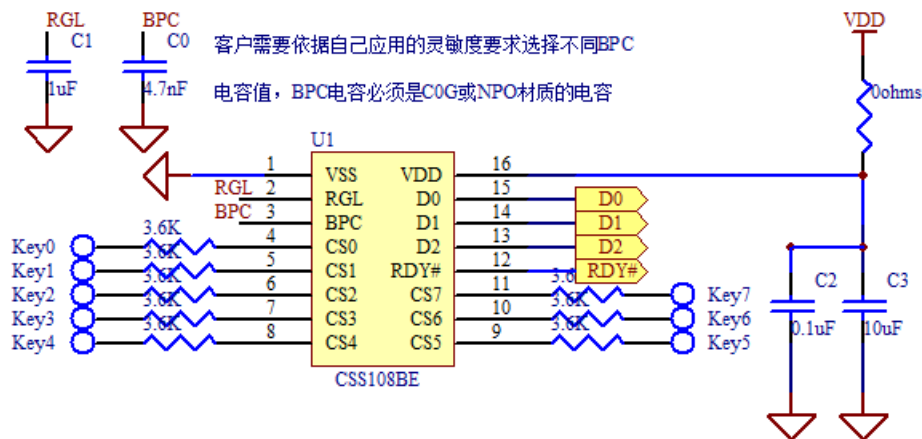 RGL BPC VDD
C1 C0 客户需要依据自己应用的灵敏度要求选择不同BPC
1uF 4.7nF 电容值，BPC电容必须是C0G或NPO材质的电容
0ohms
U1
1 VSS VDD 16
RGL 2 RGL D0 15 D0
BPC 3 BPC D1 14 D1
Key0 3.6K 4 CS0 D2 13 D2
Key1 3.6K 5 CS1 RDY# 12 RDY#
Key2 3.6K 6 CS2 CS7 11 3.6K Key7
Key3 3.6K 7 CS3 CS6 10 3.6K Key6
Key4 3.6K 8 CS4 CS5 9 3.6K Key5
C2 C3
0.1uF 10uF
CSS108BE